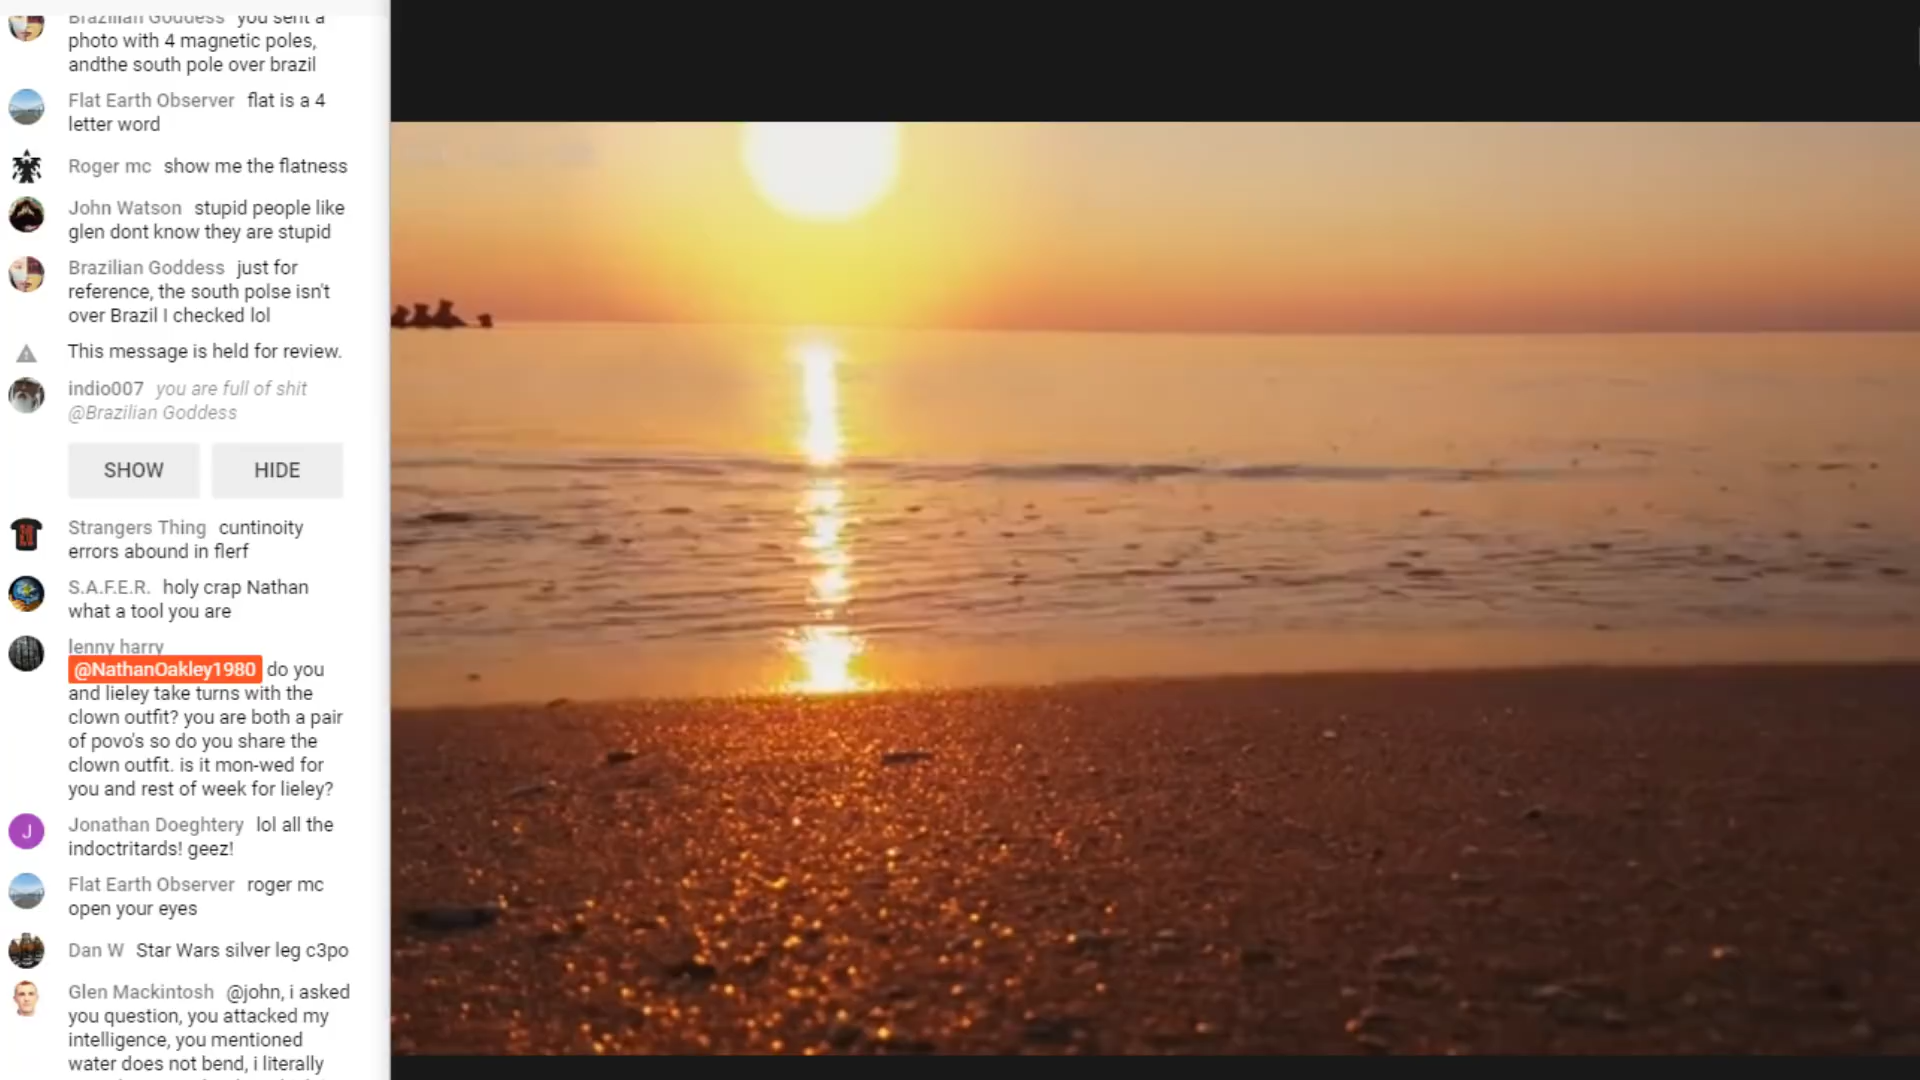 Brazilian Goddess you sent a
photo with 4 magnetic poles,
andthe south pole over brazil
Flat Earth Observer flat is a 4
letter word
Roger mc show me the flatness
John Watson stupid people like
glen dont know they are stupid
Brazilian Goddess just for
reference, the south polse isn't
over Brazil I checked lol
This message is held for review.
indio007 you are full of shit
@Brazilian Goddess
SHOW HIDE
Strangers Thing cuntinoity
errors abound in flerf
S.A.F.E.R. holy crap Nathan
what a tool you are
lenny harry
@NathanOakley1980 do you
and lieley take turns with the
clown outfit? you are both a pair
of povo's so do you share the
clown outfit. is it mon-wed for
you and rest of week for lieley?
J
Jonathan Doeghtery lol all the
indoctritards! geez!
Flat Earth Observer roger mc
open your eyes
Dan W Star Wars silver leg c3po
Glen Mackintosh @john, i asked
you question, you attacked my
intelligence, you mentioned
water does not bend, i literally